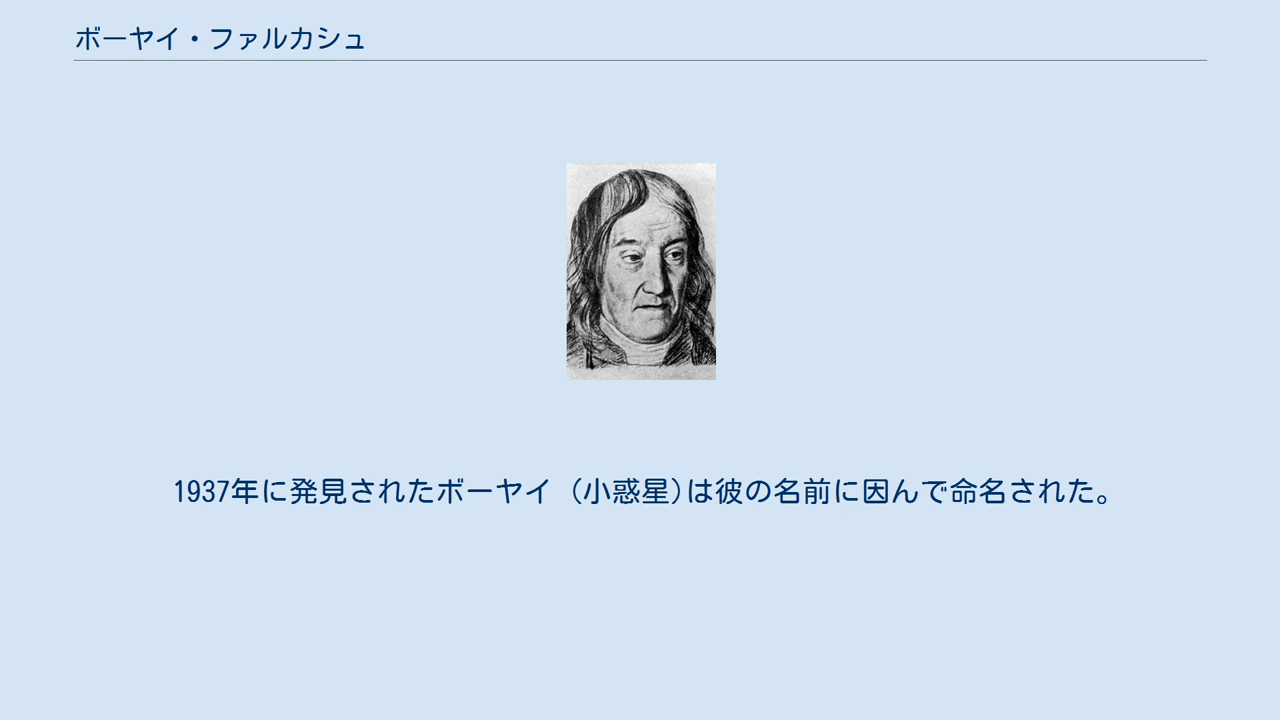 ボーヤイ・ファルカシュ
1937年に発見されたボーヤイ (小惑星)は彼の名前に因んで命名された。